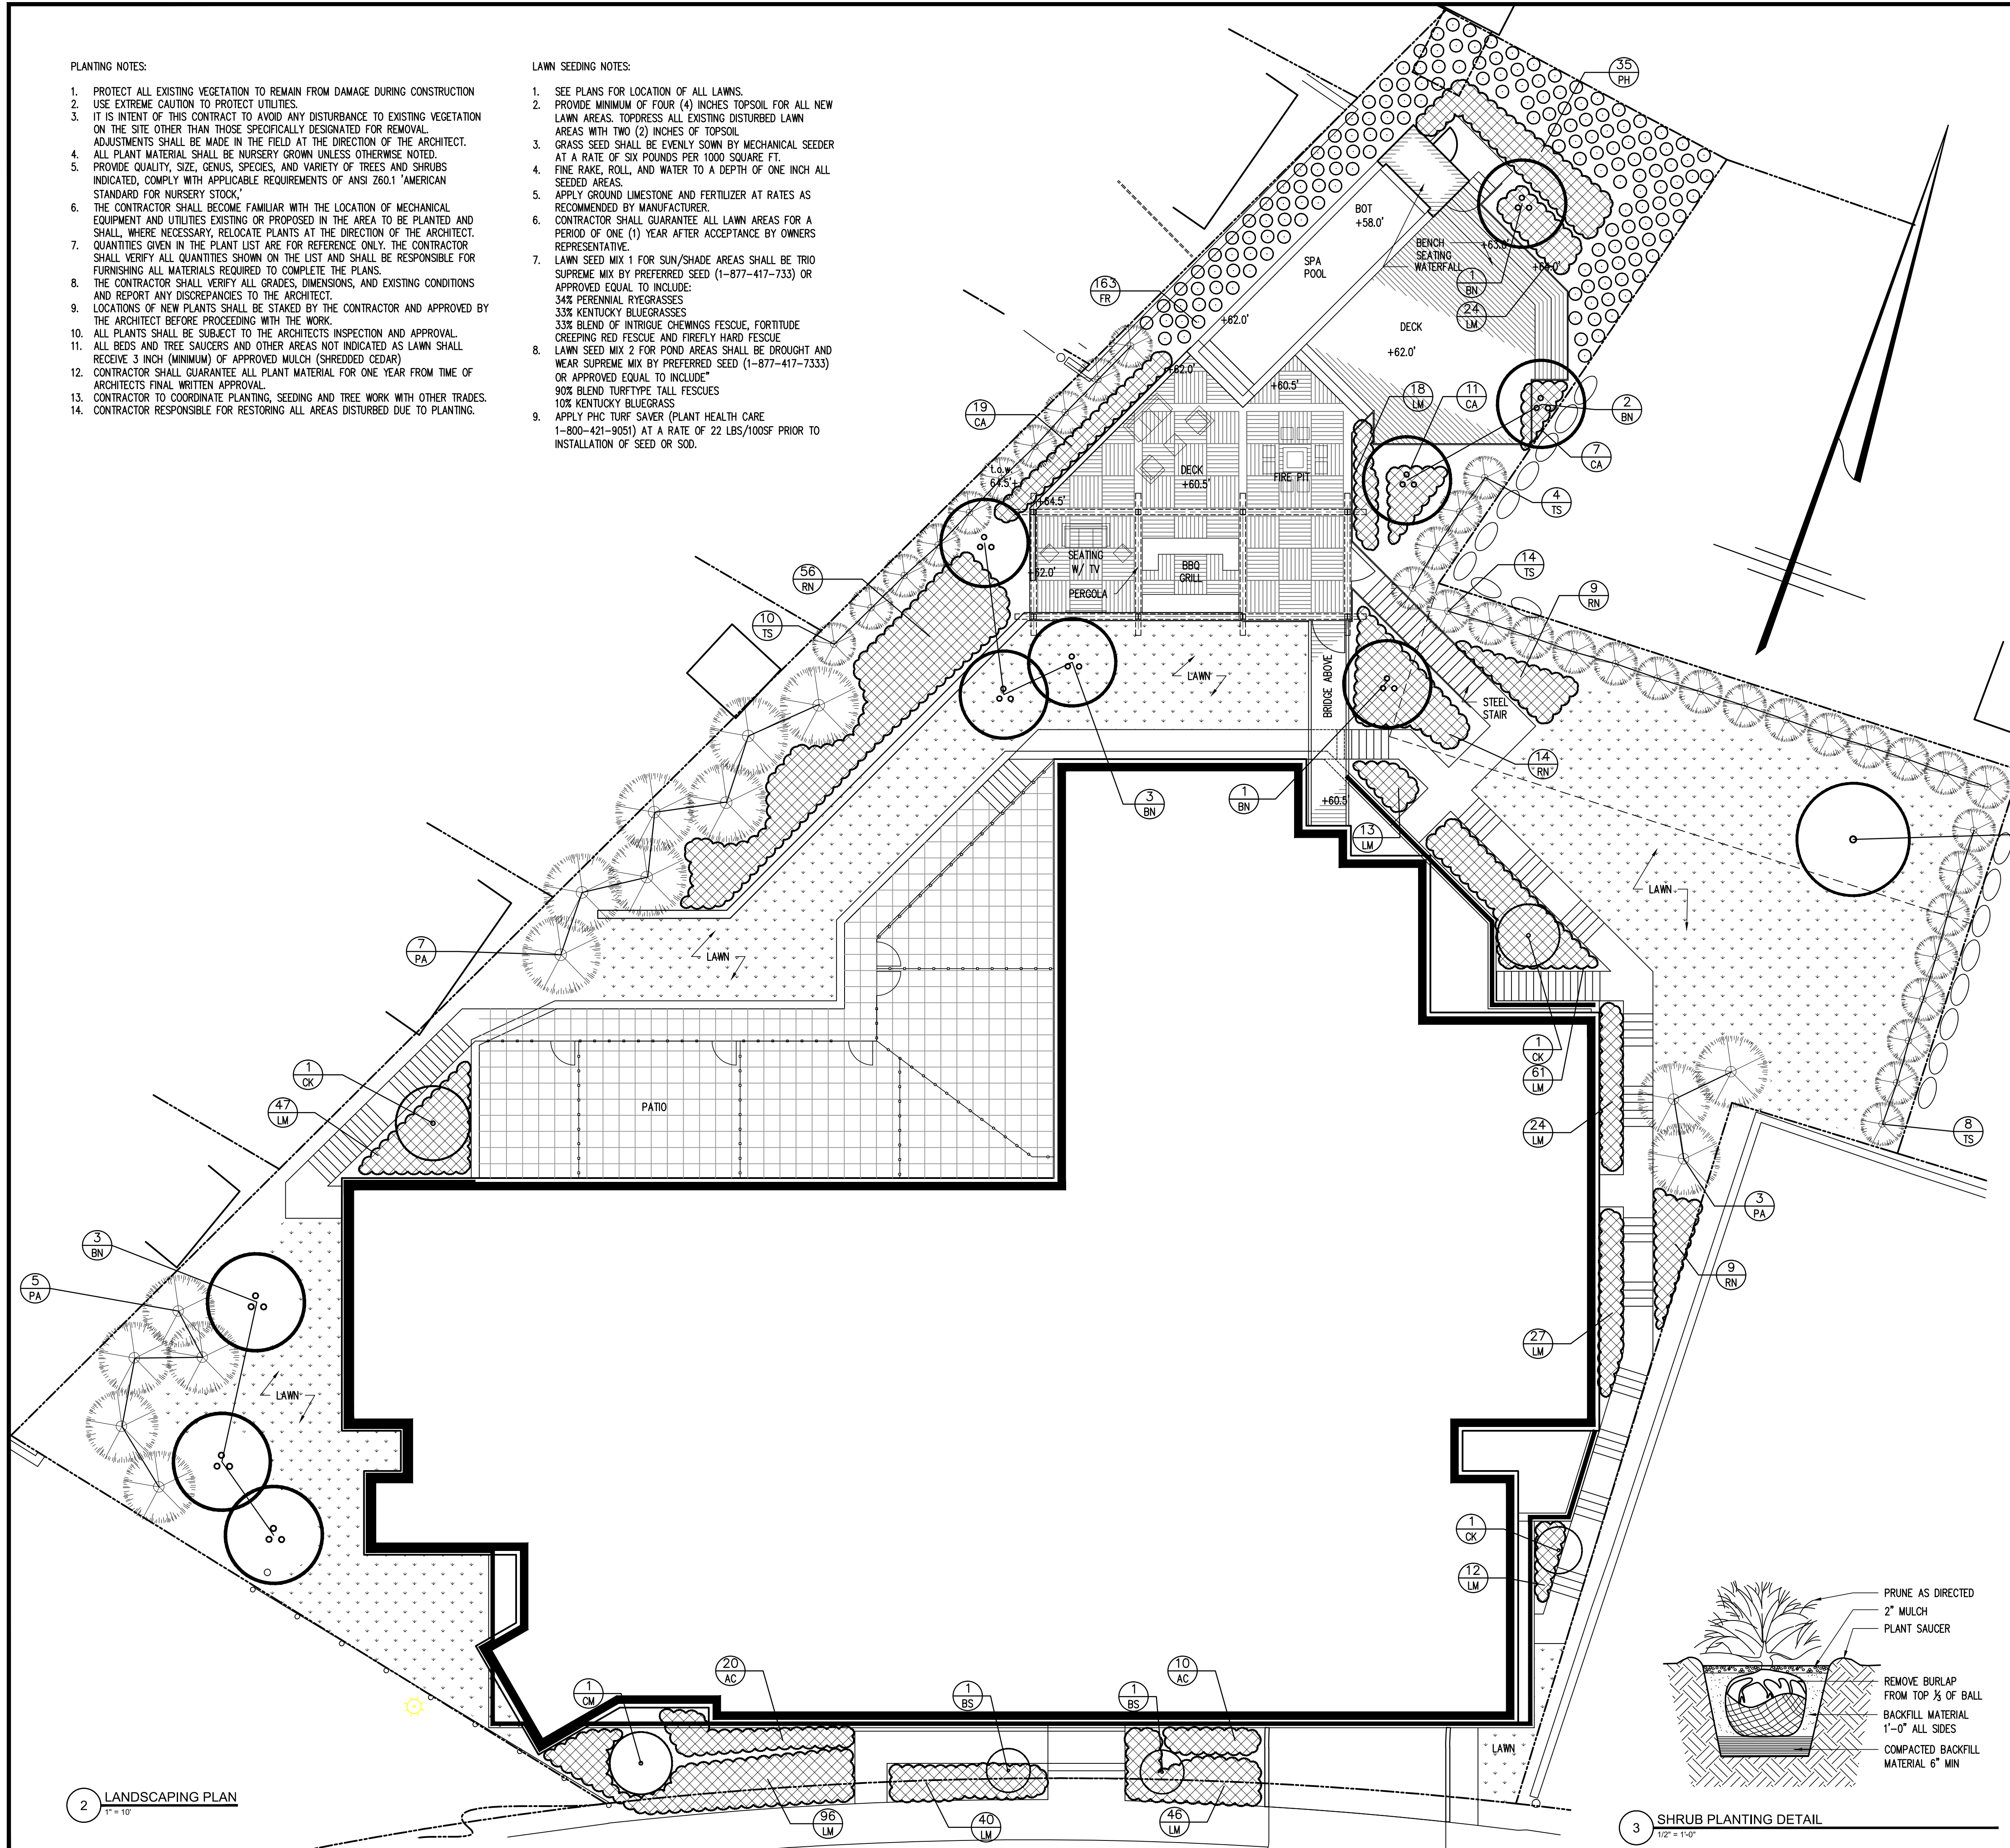 PLANTING NOTES:
1. PROTECT ALL EXISTING VEGETATION TO REMAIN FROM DAMAGE DURING CONSTRUCTION
2. USE EXTREME CAUTION TO PROTECT UTILITIES.
3. IT IS INTENT OF THIS CONTRACT TO AVOID ANY DISTURBANCE TO EXISTING VEGETATION
ON THE SITE OTHER THAN THOSE SPECIFICALLY DESIGNATED FOR REMOVAL.
ADJUSTMENTS SHALL BE MADE IN THE FIELD AT THE DIRECTION OF THE ARCHITECT.
4. ALL PLANT MATERIAL SHALL BE NURSERY GROWN UNLESS OTHERWISE NOTED.
5. PROVIDE QUALITY, SIZE, GENUS, SPECIES, AND VARIETY OF TREES AND SHRUBS
INDICATED, COMPLY WITH APPLICABLE REQUIREMENTS OF ANSI Z60.1 'AMERICAN
STANDARD FOR NURSERY STOCK,'
6. THE CONTRACTOR SHALL BECOME FAMILIAR WITH THE LOCATION OF MECHANICAL
EQUIPMENT AND UTILITIES EXISTING OR PROPOSED IN THE AREA TO BE PLANTED AND
SHALL, WHERE NECESSARY, RELOCATE PLANTS AT THE DIRECTION OF THE ARCHITECT.
7. QUANTITIES GIVEN IN THE PLANT LIST ARE FOR REFERENCE ONLY. THE CONTRACTOR
SHALL VERIFY ALL QUANTITIES SHOWN ON THE LIST AND SHALL BE RESPONSIBLE FOR
FURNISHING ALL MATERIALS REQUIRED TO COMPLETE THE PLANS.
8. THE CONTRACTOR SHALL VERIFY ALL GRADES, DIMENSIONS, AND EXISTING CONDITIONS
AND REPORT ANY DISCREPANCIES TO THE ARCHITECT.
9. LOCATIONS OF NEW PLANTS SHALL BE STAKED BY THE CONTRACTOR AND APPROVED BY
THE ARCHITECT BEFORE PROCEEDING WITH THE WORK.
10. ALL PLANTS SHALL BE SUBJECT TO THE ARCHITECTS INSPECTION AND APPROVAL.
11. ALL BEDS AND TREE SAUCERS AND OTHER AREAS NOT INDICATED AS LAWN SHALL
RECEIVE 3 INCH (MINIMUM) OF APPROVED MULCH (SHREDDED CEDAR)
12. CONTRACTOR SHALL GUARANTEE ALL PLANT MATERIAL FOR ONE YEAR FROM TIME OF
ARCHITECTS FINAL WRITTEN APPROVAL.
13. CONTRACTOR TO COORDINATE PLANTING, SEEDING AND TREE WORK WITH OTHER TRADES.
14. CONTRACTOR RESPONSIBLE FOR RESTORING ALL AREAS DISTURBED DUE TO PLANTING.
LAWN SEEDING NOTES:
1. SEE PLANS FOR LOCATION OF ALL LAWNS.
2. PROVIDE MINIMUM OF FOUR (4) INCHES TOPSOIL FOR ALL NEW
LAWN AREAS. TOPDRESS ALL EXISTING DISTURBED LAWN
AREAS WITH TWO (2) INCHES OF TOPSOIL
3. GRASS SEED SHALL BE EVENLY SOWN BY MECHANICAL SEEDER
AT A RATE OF SIX POUNDS PER 1000 SQUARE FT.
4. FINE RAKE, ROLL, AND WATER TO A DEPTH OF ONE INCH ALL
SEEDED AREAS.
5. APPLY GROUND LIMESTONE AND FERTILIZER AT RATES AS
RECOMMENDED BY MANUFACTURER.
6. CONTRACTOR SHALL GUARANTEE ALL LAWN AREAS FOR A
PERIOD OF ONE (1) YEAR AFTER ACCEPTANCE BY OWNERS
REPRESENTATIVE.
7. LAWN SEED MIX 1 FOR SUN/SHADE AREAS SHALL BE TRIO
SUPREME MIX BY PREFERRED SEED (1-877-417-733) OR
APPROVED EQUAL TO INCLUDE:
34% PERENNIAL RYEGRASSES
33% KENTUCKY BLUEGRASSES
33% BLEND OF INTRIGUE CHEWINGS FESCUE, FORTITUDE
CREEPING RED FESCUE AND FIREFLY HARD FESCUE
8. LAWN SEED MIX 2 FOR POND AREAS SHALL BE DROUGHT AND
WEAR SUPREME MIX BY PREFERRED SEED (1-877-417-7333)
OR APPROVED EQUAL TO INCLUDE"
90% BLEND TURFTYPE TALL FESCUES
10% KENTUCKY BLUEGRASS
9. APPLY PHC TURF SAVER (PLANT HEALTH CARE
1-800-421-9051) AT A RATE OF 22 LBS/100SF PRIOR TO
INSTALLATION OF SEED OR SOD.
35
PH
BOT
+58.0'
SPA
POOL
BENCH
SEATING
WATERFALL
+63.0'
1
BN
24
LM
163
FR
+62.0'
DECK
+62.0'
+62.0'
+60.5'
18
LM
11
CA
2
BN
7
CA
19
CA
t.o.w.
64.5'+
+64.5'
DECK
+60.5'
FIRE PIT
4
TS
SEATING
W/ TV
+62.0'
BBQ
GRILL
PERGOLA
14
TS
9
RN
56
RN
10
TS
LAWN
BRIDGE ABOVE
STEEL
STAIR
14
RN
3
BN
1
BN
+60.5
13
LM
LAWN
7
PA
LAWN
1
CK
61
LM
1
CK
47
LM
PATIO
24
LM
8
TS
3
PA
3
BN
5
PA
9
RN
27
LM
LAWN
1
CK
12
LM
20
AC
10
AC
1
CM
1
BS
1
BS
LAWN
96
LM
40
LM
46
LM
PRUNE AS DIRECTED
2" MULCH
PLANT SAUCER
REMOVE BURLAP
FROM TOP ⅓ OF BALL
BACKFILL MATERIAL
1'-0" ALL SIDES
COMPACTED BACKFILL
MATERIAL 6" MIN
2 LANDSCAPING PLAN
1" = 10'
3 SHRUB PLANTING DETAIL
1/2" = 1'-0"